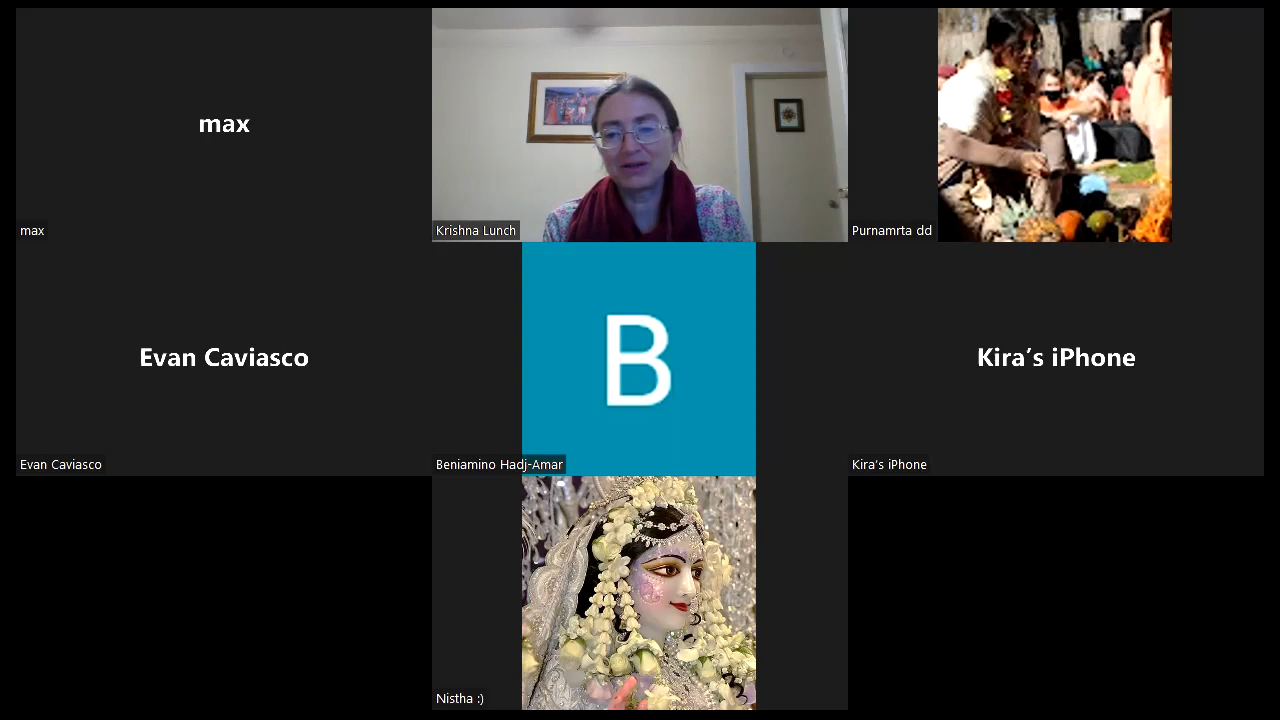 max
max
Krishna Lunch
Purnamrta dd
Evan Caviasco
Evan Caviasco
B
Beniamino Hadj-Amar
Kira’s iPhone
Kira's iPhone
Nistha :)